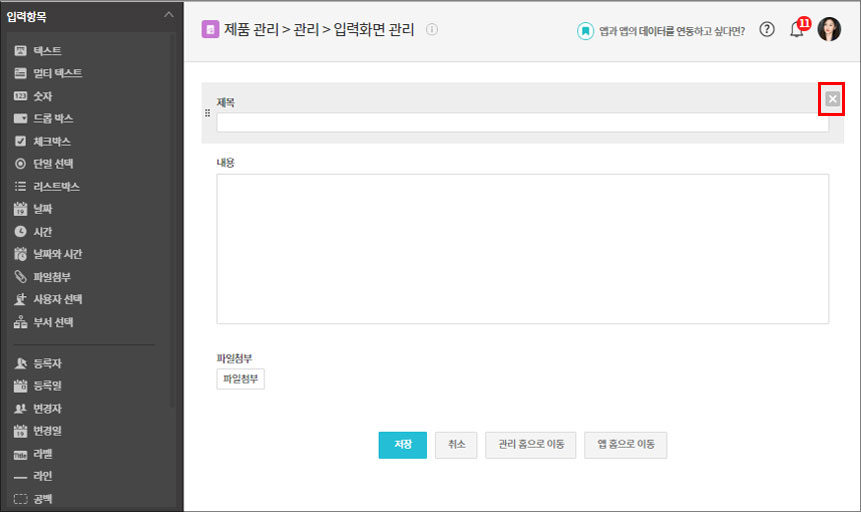 입력항목
텍스트
멀티 텍스트
123 숫자
드롭 박스
체크박스
단일 선택
리스트박스
19 날짜
시간
날짜와 시간
파일첨부
사용자 선택
부서 선택
등록자
등록일
변경자
19 변경일
Title 라벨
라인
공백
제품 관리 > 관리 > 입력화면 관리
앱과 앱의 데이터를 연동하고 싶다면?
11
제목
내용
파일첨부
파일첨부
저장 취소 관리 홈으로 이동 앱 홈으로 이동